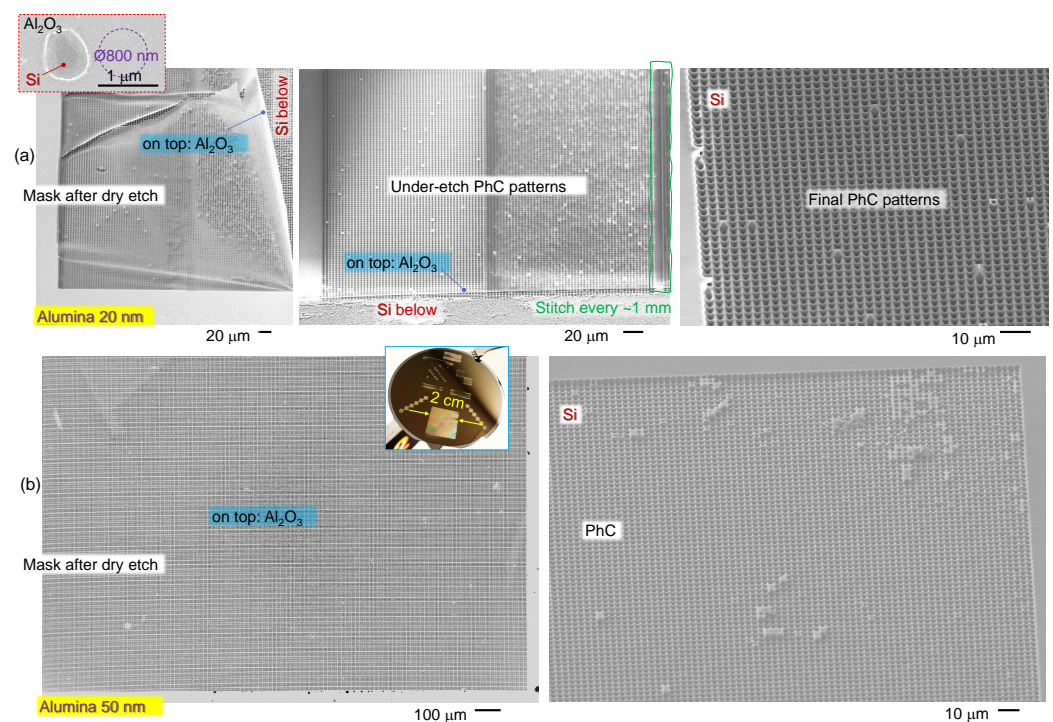 Al₂O₃
Ø800 nm
Si
1 μm
(a)
on top: Al₂O₃
Si below
Mask after dry etch
Alumina 20 nm
20 μm
Under-etch PhC patterns
on top: Al₂O₃
Si below
Stitch every ~1 mm
20 μm
Si
Final PhC patterns
10 μm
(b)
2 cm
on top: Al₂O₃
Mask after dry etch
Alumina 50 nm
100 μm
Si
PhC
10 μm